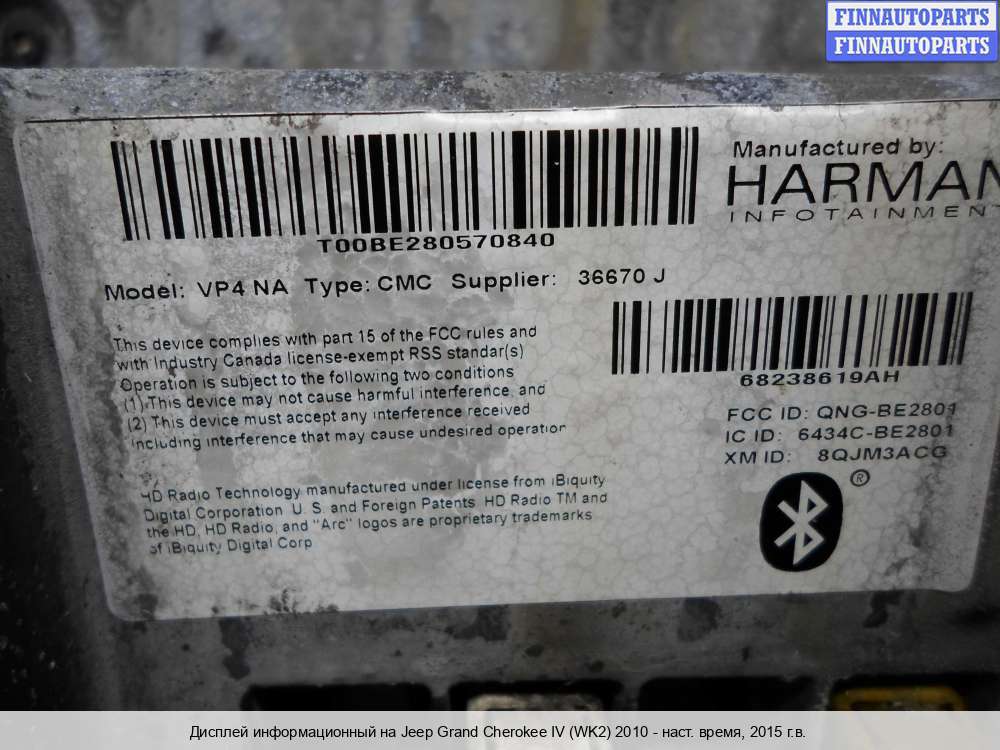 FINNAUTOPARTS
FINNAUTOPARTS
Manufactured by:
HARMAN
INFOTAINMENT
T00BE280570840
Model: VP4 NA Type: CMC Supplier: 36670 J
This device complies with part 15 of the FCC rules and
with Industry Canada license-exempt RSS standar(s)
Operation is subject to the following two conditions
(1) This device may not cause harmful interference, and
(2) This device must accept any interference received
including interference that may cause undesired operation
68238619AH
FCC ID: QNG-BE2801
IC ID: 6434C-BE2801
XM ID: 8QJM3ACG
®
HD Radio Technology manufactured under license from iBiquity
Digital Corporation U. S. and Foreign Patents HD Radio TM and
the HD, HD Radio, and "Arc" logos are proprietary trademarks
of iBiquity Digital Corp
Дисплей информационный на Jeep Grand Cherokee IV (WK2) 2010 - наст. время, 2015 г.в.